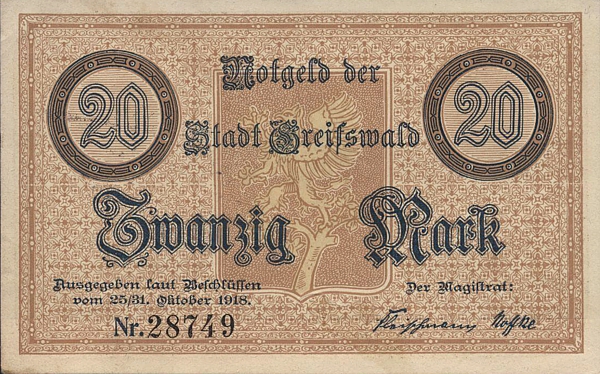 20 Notgeld der 20
Stadt Greifswald
Zwanzig Mark
Ausgegeben laut Beschlüssen
vom 25/31. Oktober 1918.
Der Magistrat:
Nr. 28749
Fleischmann